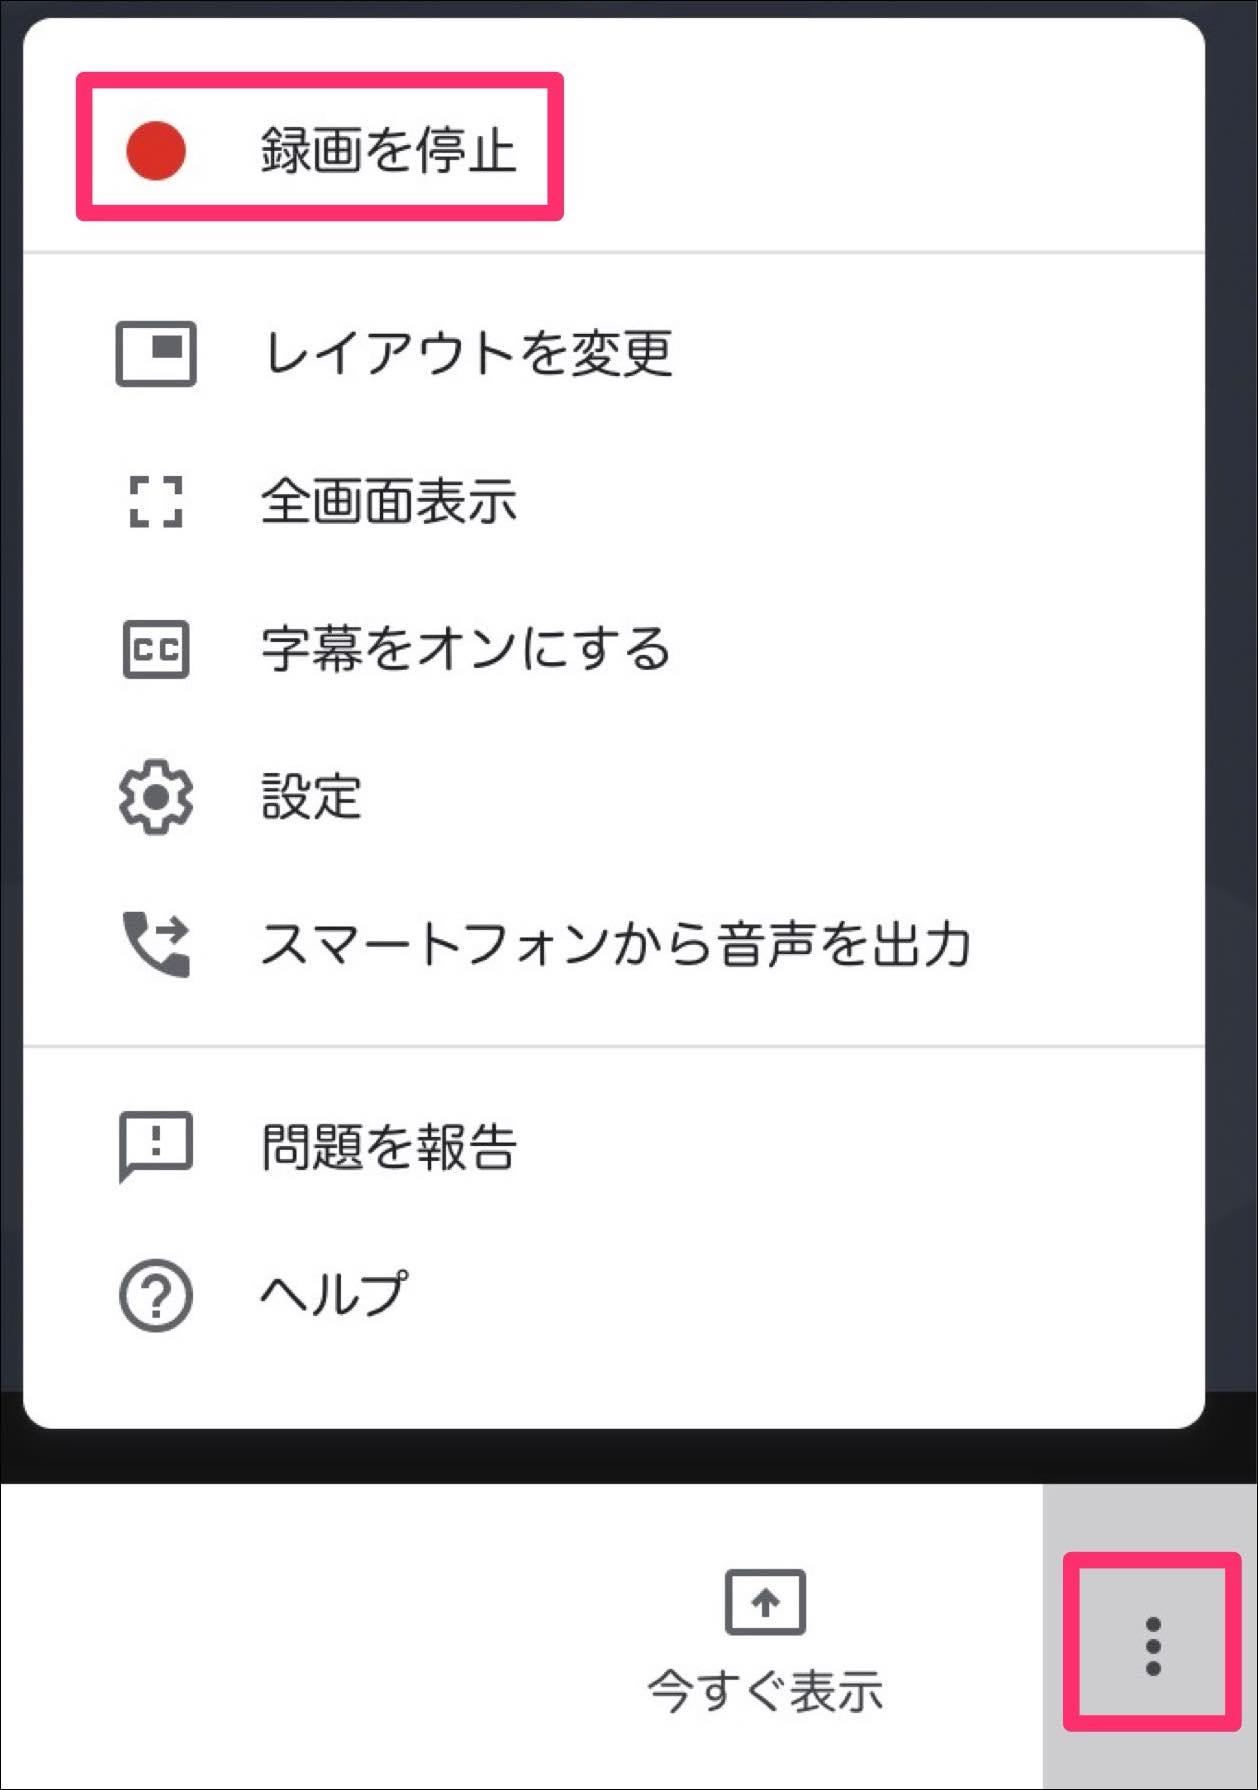 録画を停止
レイアウトを変更
全画面表示
CC 字幕をオンにする
設定
スマートフォンから音声を出力
問題を報告
ヘルプ
今すぐ表示